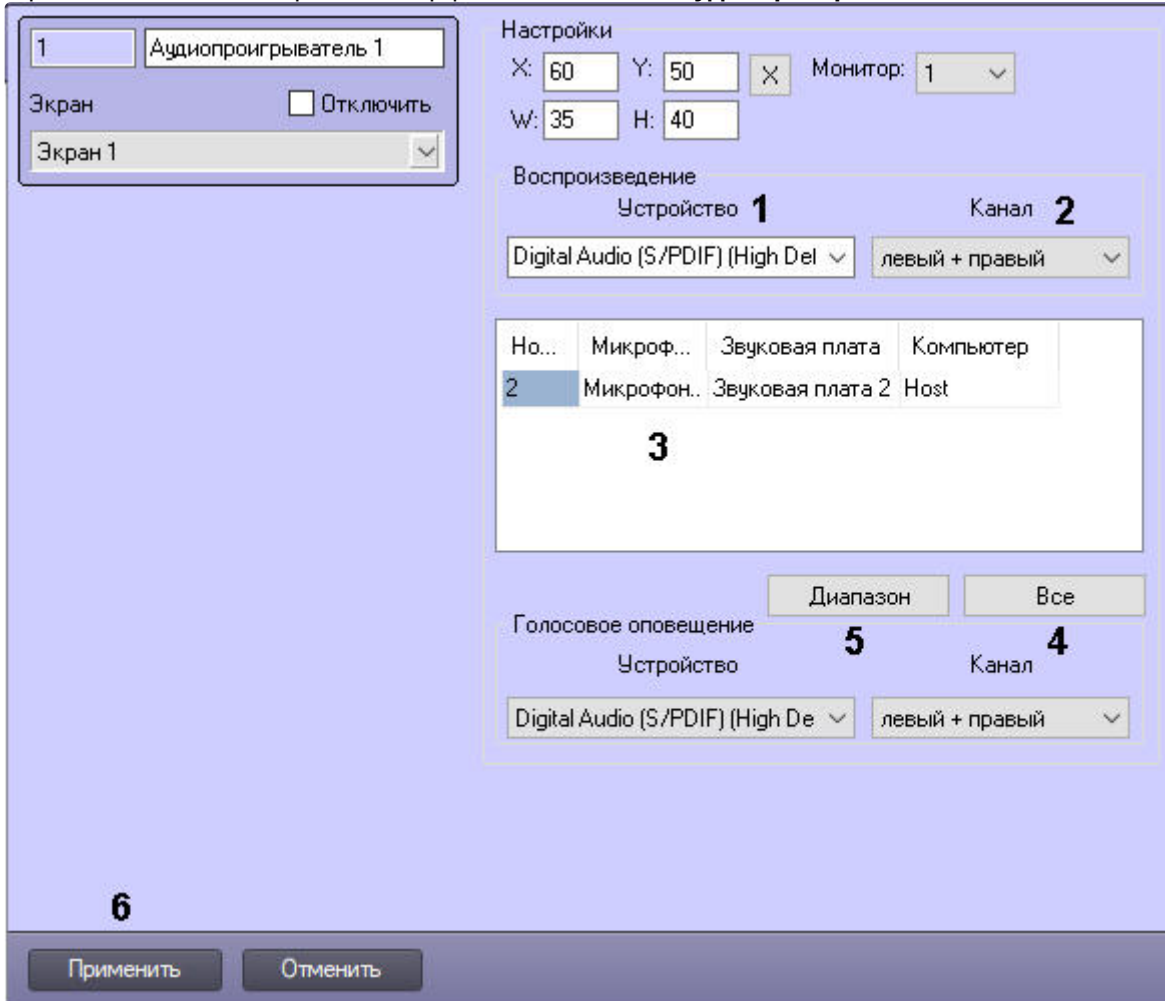 1 Аудиопроигрыватель 1
Экран Отключить
Экран 1
Настройки
X: 60 Y: 50 X Монитор: 1
W: 35 H: 40
Воспроизведение
Устройство 1 Канал 2
Digital Audio (S/PDIF) (High Def левый + правый
Но... Микроф... Звуковая плата Компьютер
2 Микрофон.. Звуковая плата 2 Host
3
Диапазон Все
Голосовое оповещение 5 4
Устройство Канал
Digital Audio (S/PDIF) (High De левый + правый
6
Применить Отменить